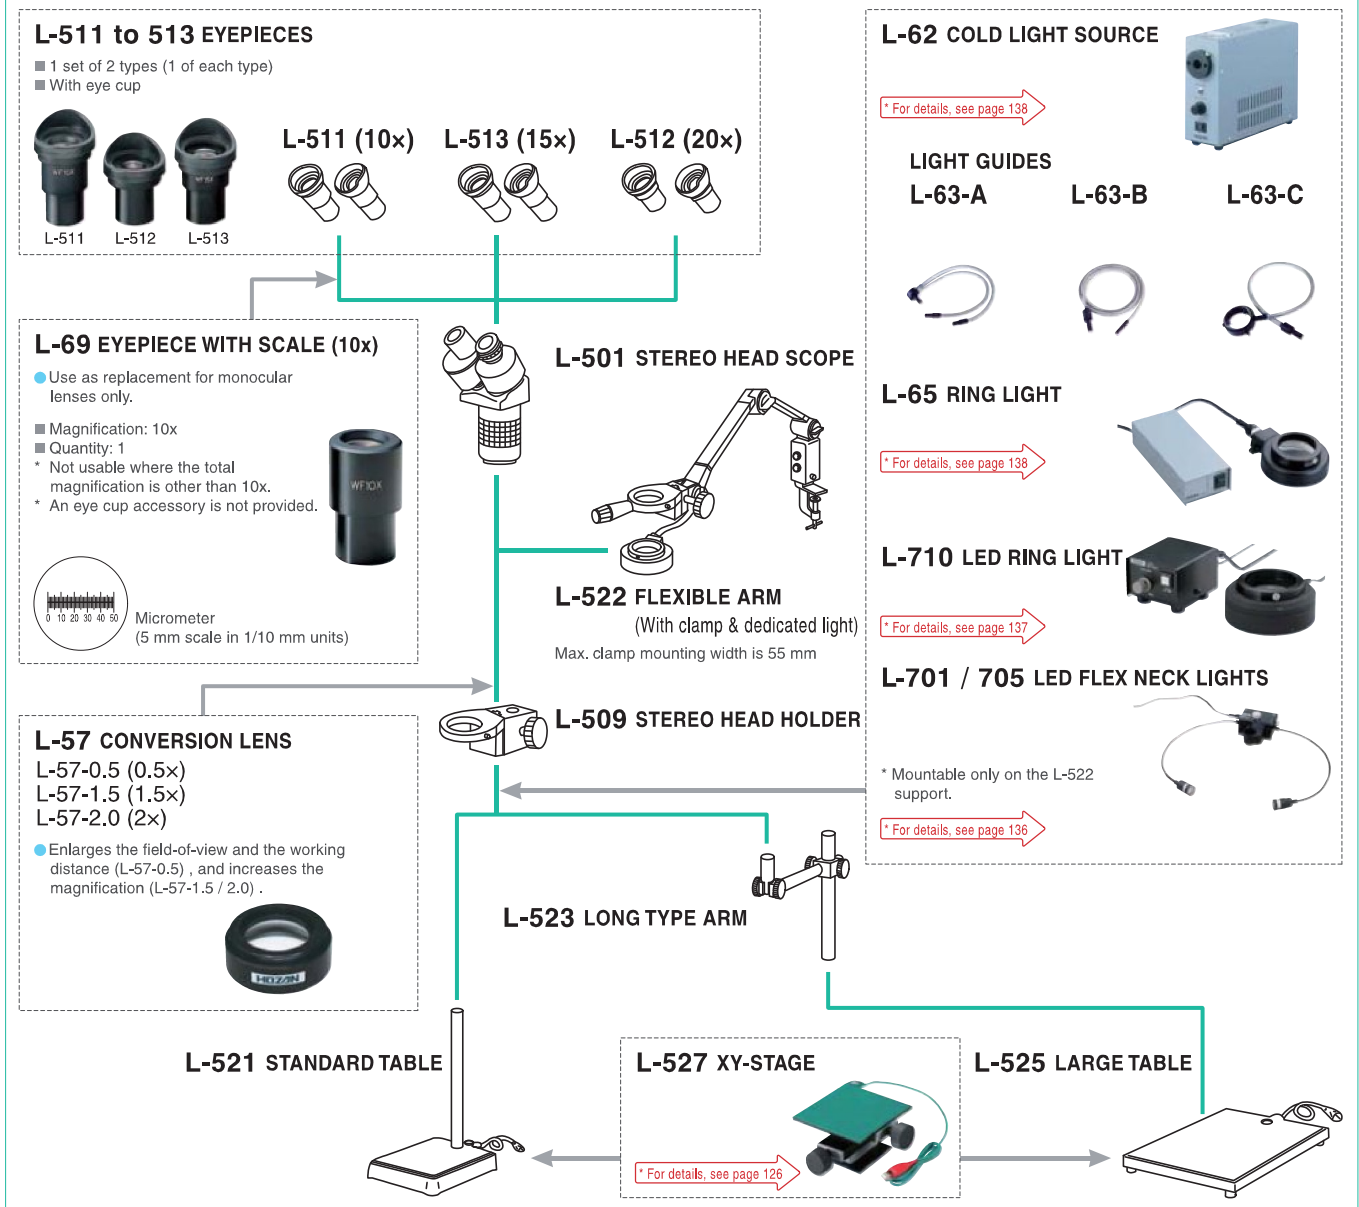 L-511 to 513 EYEPIECES
■ 1 set of 2 types (1 of each type)
■ With eye cup
WF10X
WF15X
L-511
L-512
L-513
L-511 (10×)
L-513 (15×)
L-512 (20×)
L-69 EYEPIECE WITH SCALE (10x)
● Use as replacement for monocular
lenses only.
■ Magnification: 10x
■ Quantity: 1
* Not usable where the total
magnification is other than 10x.
* An eye cup accessory is not provided.
WF10X
0 10 20 30 40 50
Micrometer
(5 mm scale in 1/10 mm units)
L-57 CONVERSION LENS
L-57-0.5 (0.5×)
L-57-1.5 (1.5×)
L-57-2.0 (2×)
● Enlarges the field-of-view and the working
distance (L-57-0.5) , and increases the
magnification (L-57-1.5 / 2.0) .
HOZAN
L-501 STEREO HEAD SCOPE
L-522 FLEXIBLE ARM
(With clamp & dedicated light)
Max. clamp mounting width is 55 mm
L-509 STEREO HEAD HOLDER
L-523 LONG TYPE ARM
L-521 STANDARD TABLE
L-527 XY-STAGE
* For details, see page 126
L-525 LARGE TABLE
L-62 COLD LIGHT SOURCE
* For details, see page 138
LIGHT GUIDES
L-63-A
L-63-B
L-63-C
L-65 RING LIGHT
* For details, see page 138
L-710 LED RING LIGHT
* For details, see page 137
L-701 / 705 LED FLEX NECK LIGHTS
* Mountable only on the L-522
support.
* For details, see page 136